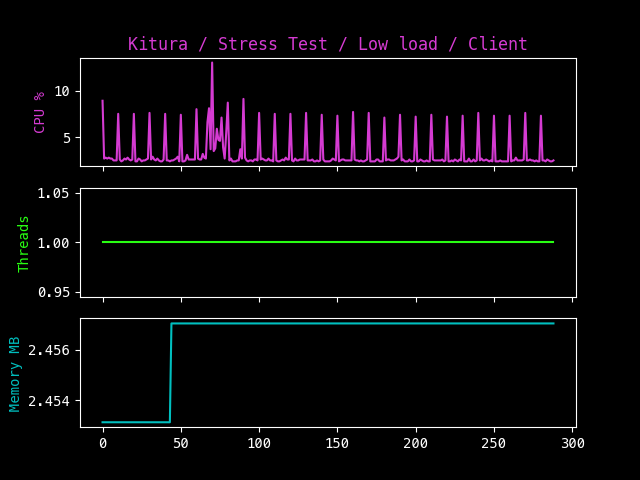 Kitura / Stress Test / Low load / Client
CPU %
10
5
Threads
1.05
1.00
0.95
Memory MB
2.456
2.454
0 50 100 150 200 250 300